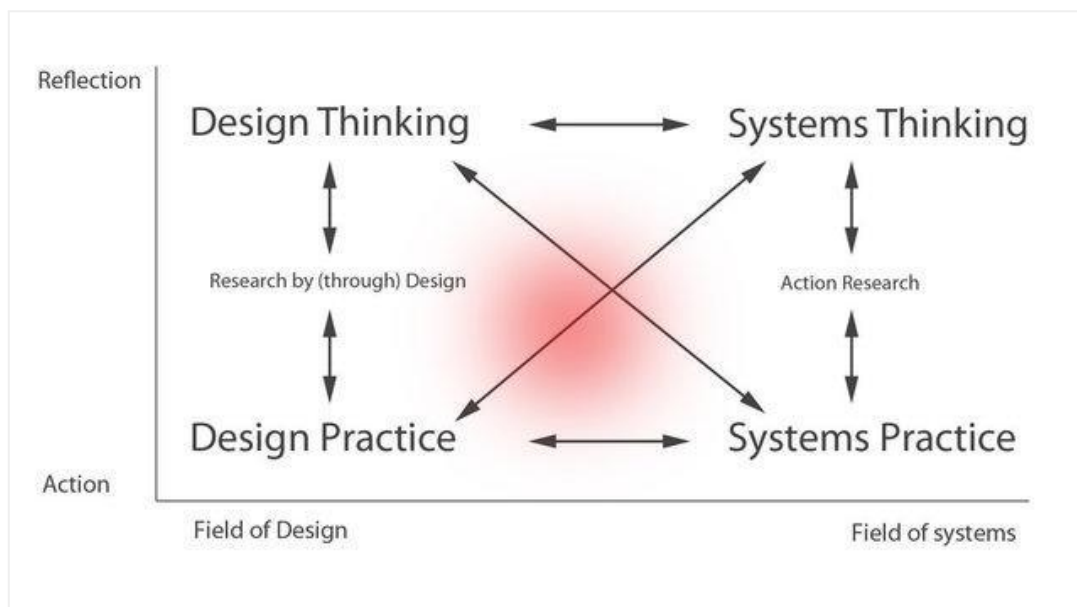 Reflection
Design Thinking
Systems Thinking
Research by (through) Design
Action Research
Design Practice
Systems Practice
Action
Field of Design
Field of systems